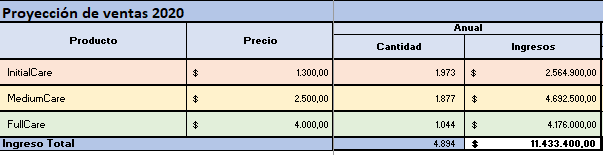 Proyección de ventas 2020
Producto Precio Anual
Cantidad Ingresos
InitialCare $ 1.300,00 1.973 $ 2.564.900,00
MediumCare $ 2.500,00 1.877 $ 4.692.500,00
FullCare $ 4.000,00 1.044 $ 4.176.000,00
Ingreso Total 4.894 $ 11.433.400,00